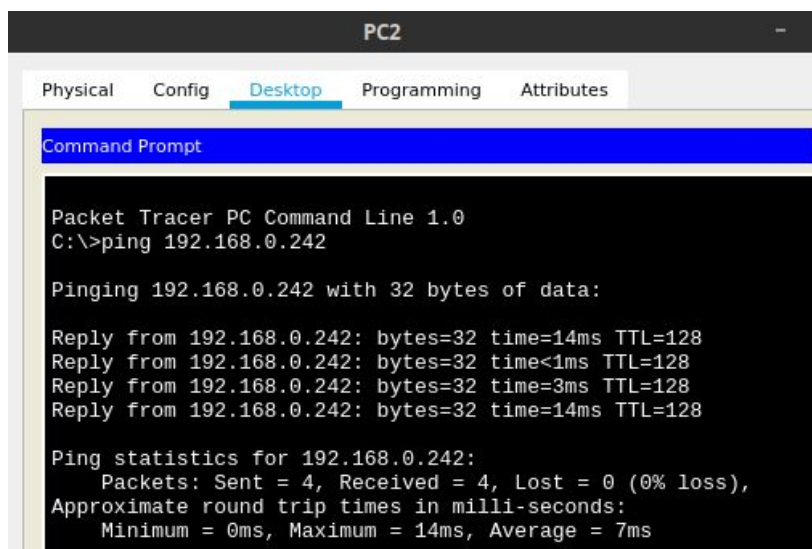 PC2
Physical Config Desktop Programming Attributes
Command Prompt
Packet Tracer PC Command Line 1.0
C:\>ping 192.168.0.242
Pinging 192.168.0.242 with 32 bytes of data:
Reply from 192.168.0.242: bytes=32 time=14ms TTL=128
Reply from 192.168.0.242: bytes=32 time<1ms TTL=128
Reply from 192.168.0.242: bytes=32 time=3ms TTL=128
Reply from 192.168.0.242: bytes=32 time=14ms TTL=128
Ping statistics for 192.168.0.242:
Packets: Sent = 4, Received = 4, Lost = 0 (0% loss),
Approximate round trip times in milli-seconds:
Minimum = 0ms, Maximum = 14ms, Average = 7ms